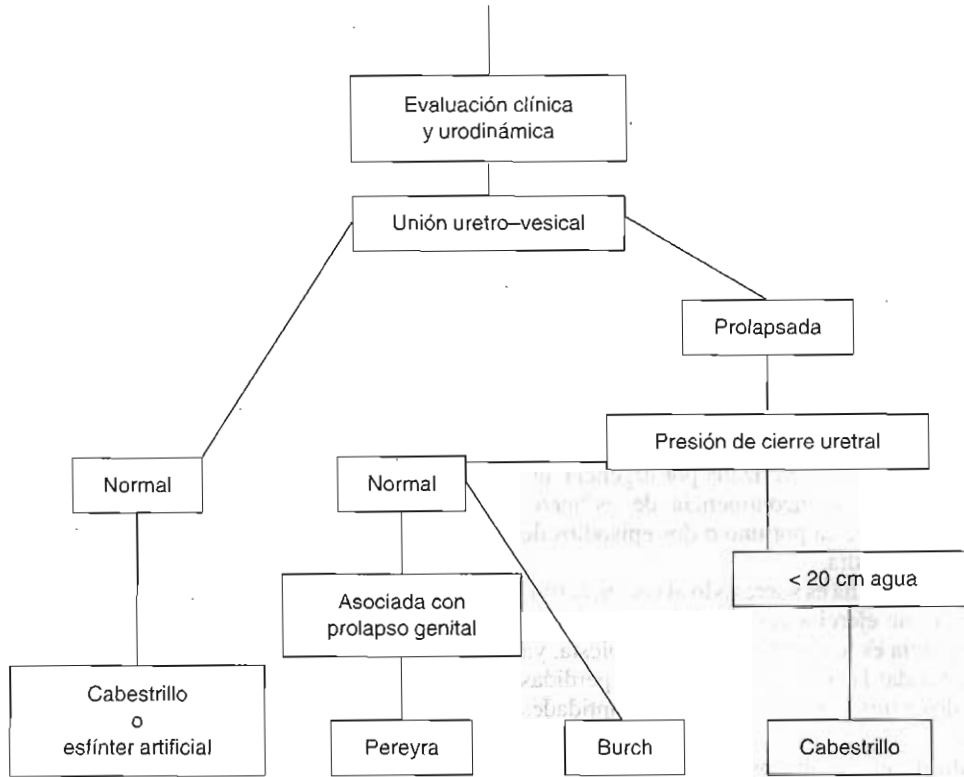 Evaluación clínica
y urodinámica
Unión uretro–vesical
Prolapsada
Presión de cierre uretral
Normal
Normal
< 20 cm agua
Asociada con
prolapso genital
Cabestrillo
o
esfínter artificial
Pereyra
Burch
Cabestrillo